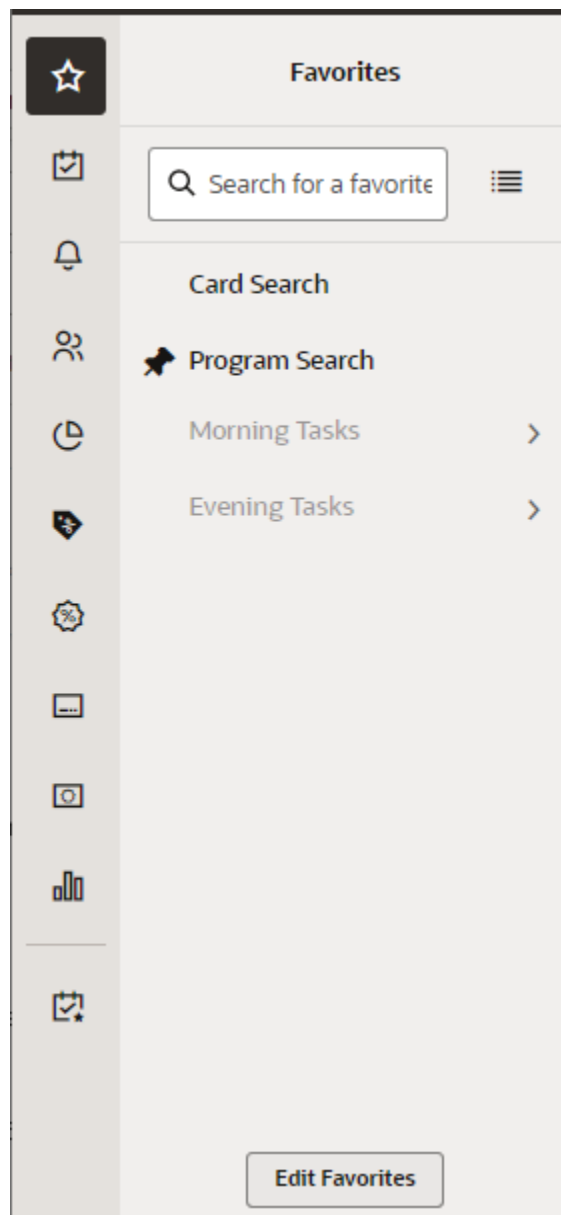 Favorites
Search for a favorite
Card Search
Program Search
Morning Tasks
Evening Tasks
Edit Favorites